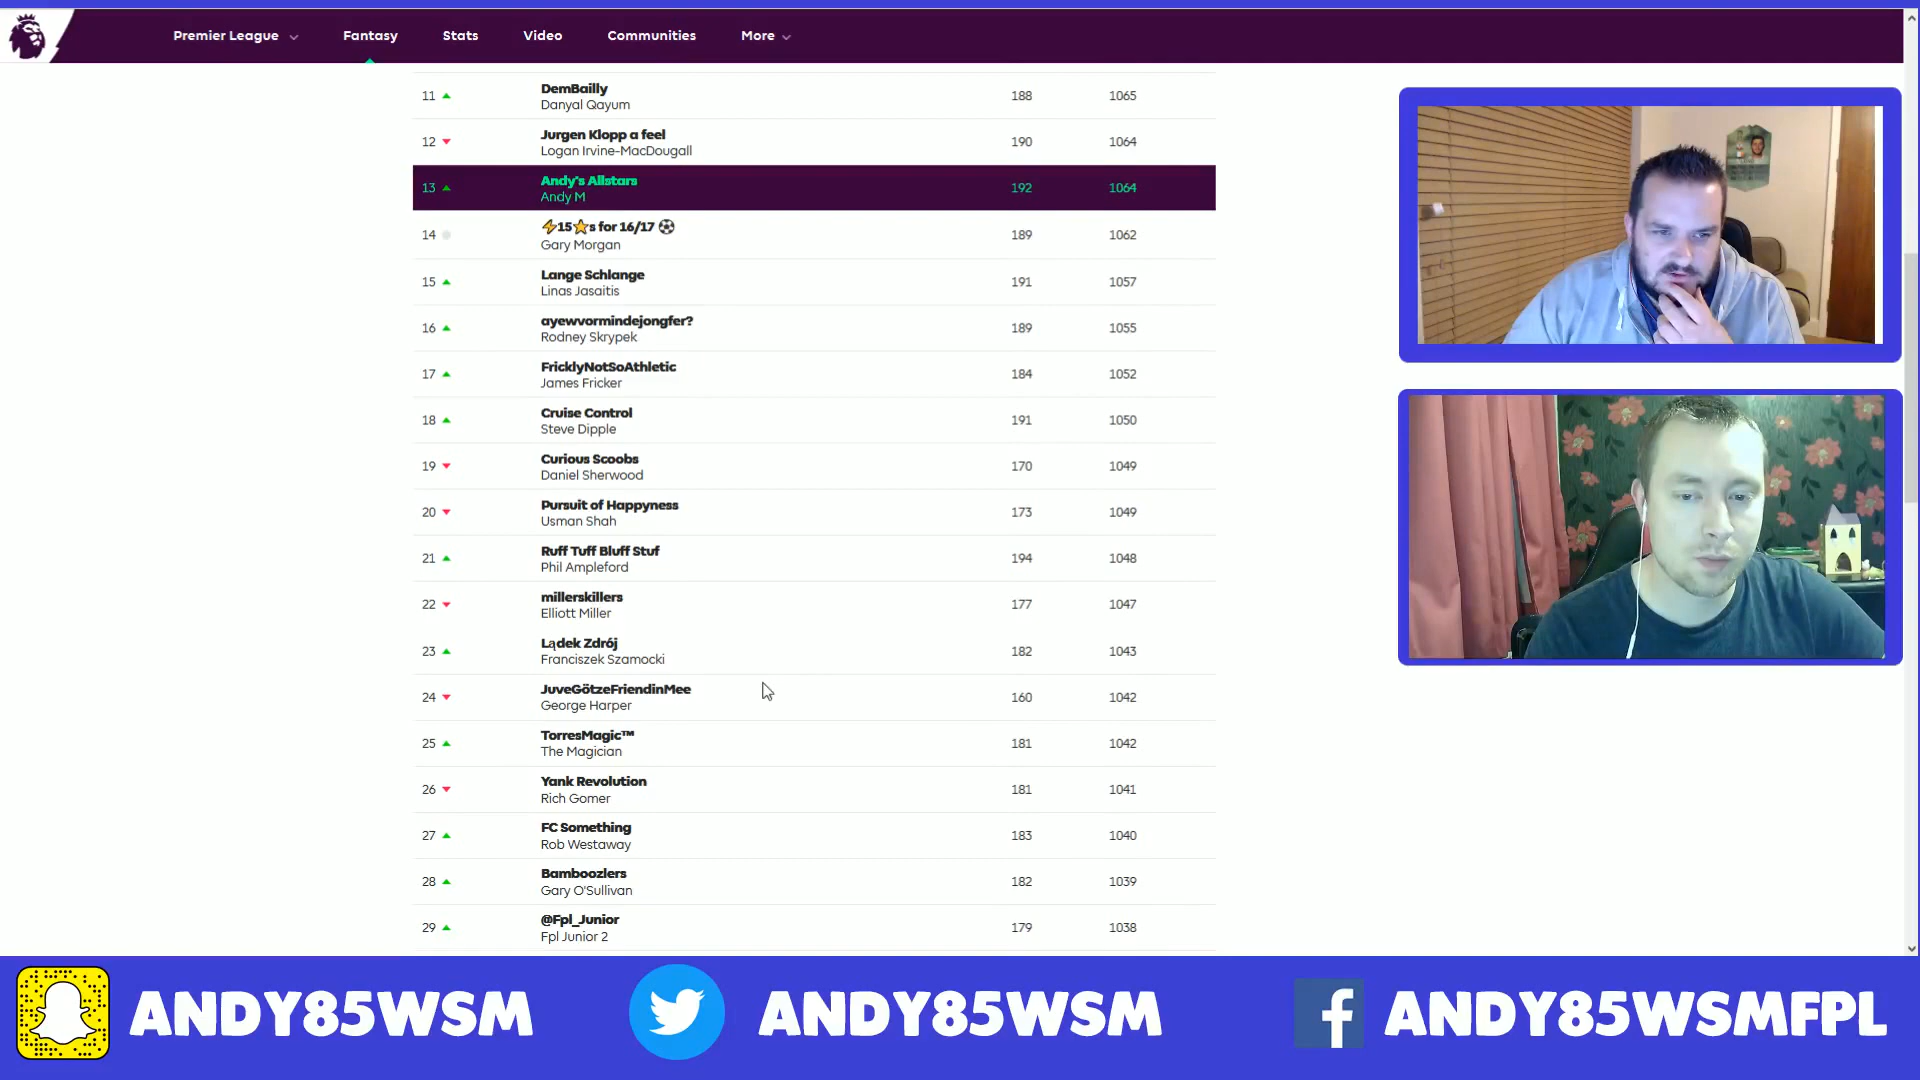 Premier League
Fantasy
Stats
Video
Communities
More
11 DemBailly 188 1065
Danyal Qayum
12 Jurgen Klopp a feel 190 1064
Logan Irvine-MacDougall
13 Andy's Allstars 192 1064
Andy M
14 ⚡15⭐s for 16/17 ⚽ 189 1062
Gary Morgan
15 Lange Schlange 191 1057
Linas Jasaitis
16 ayewvormindejongfer? 189 1055
Rodney Skrypek
17 FricklyNotSoAthletic 184 1052
James Fricker
18 Cruise Control 191 1050
Steve Dipple
19 Curious Scoobs 170 1049
Daniel Sherwood
20 Pursuit of Happyness 173 1049
Usman Shah
21 Ruff Tuff Bluff Stuf 194 1048
Phil Ampleford
22 millerskillers 177 1047
Elliott Miller
23 Lądek Zdrój 182 1043
Franciszek Szamocki
24 JuveGötzeFriendinMee 160 1042
George Harper
25 TorresMagic™ 181 1042
The Magician
26 Yank Revolution 181 1041
Rich Gomer
27 FC Something 183 1040
Rob Westaway
28 Bamboozlers 182 1039
Gary O'Sullivan
29 @Fpl_Junior 179 1038
Fpl Junior 2
ANDY85WSM
ANDY85WSM
ANDY85WSMFPL